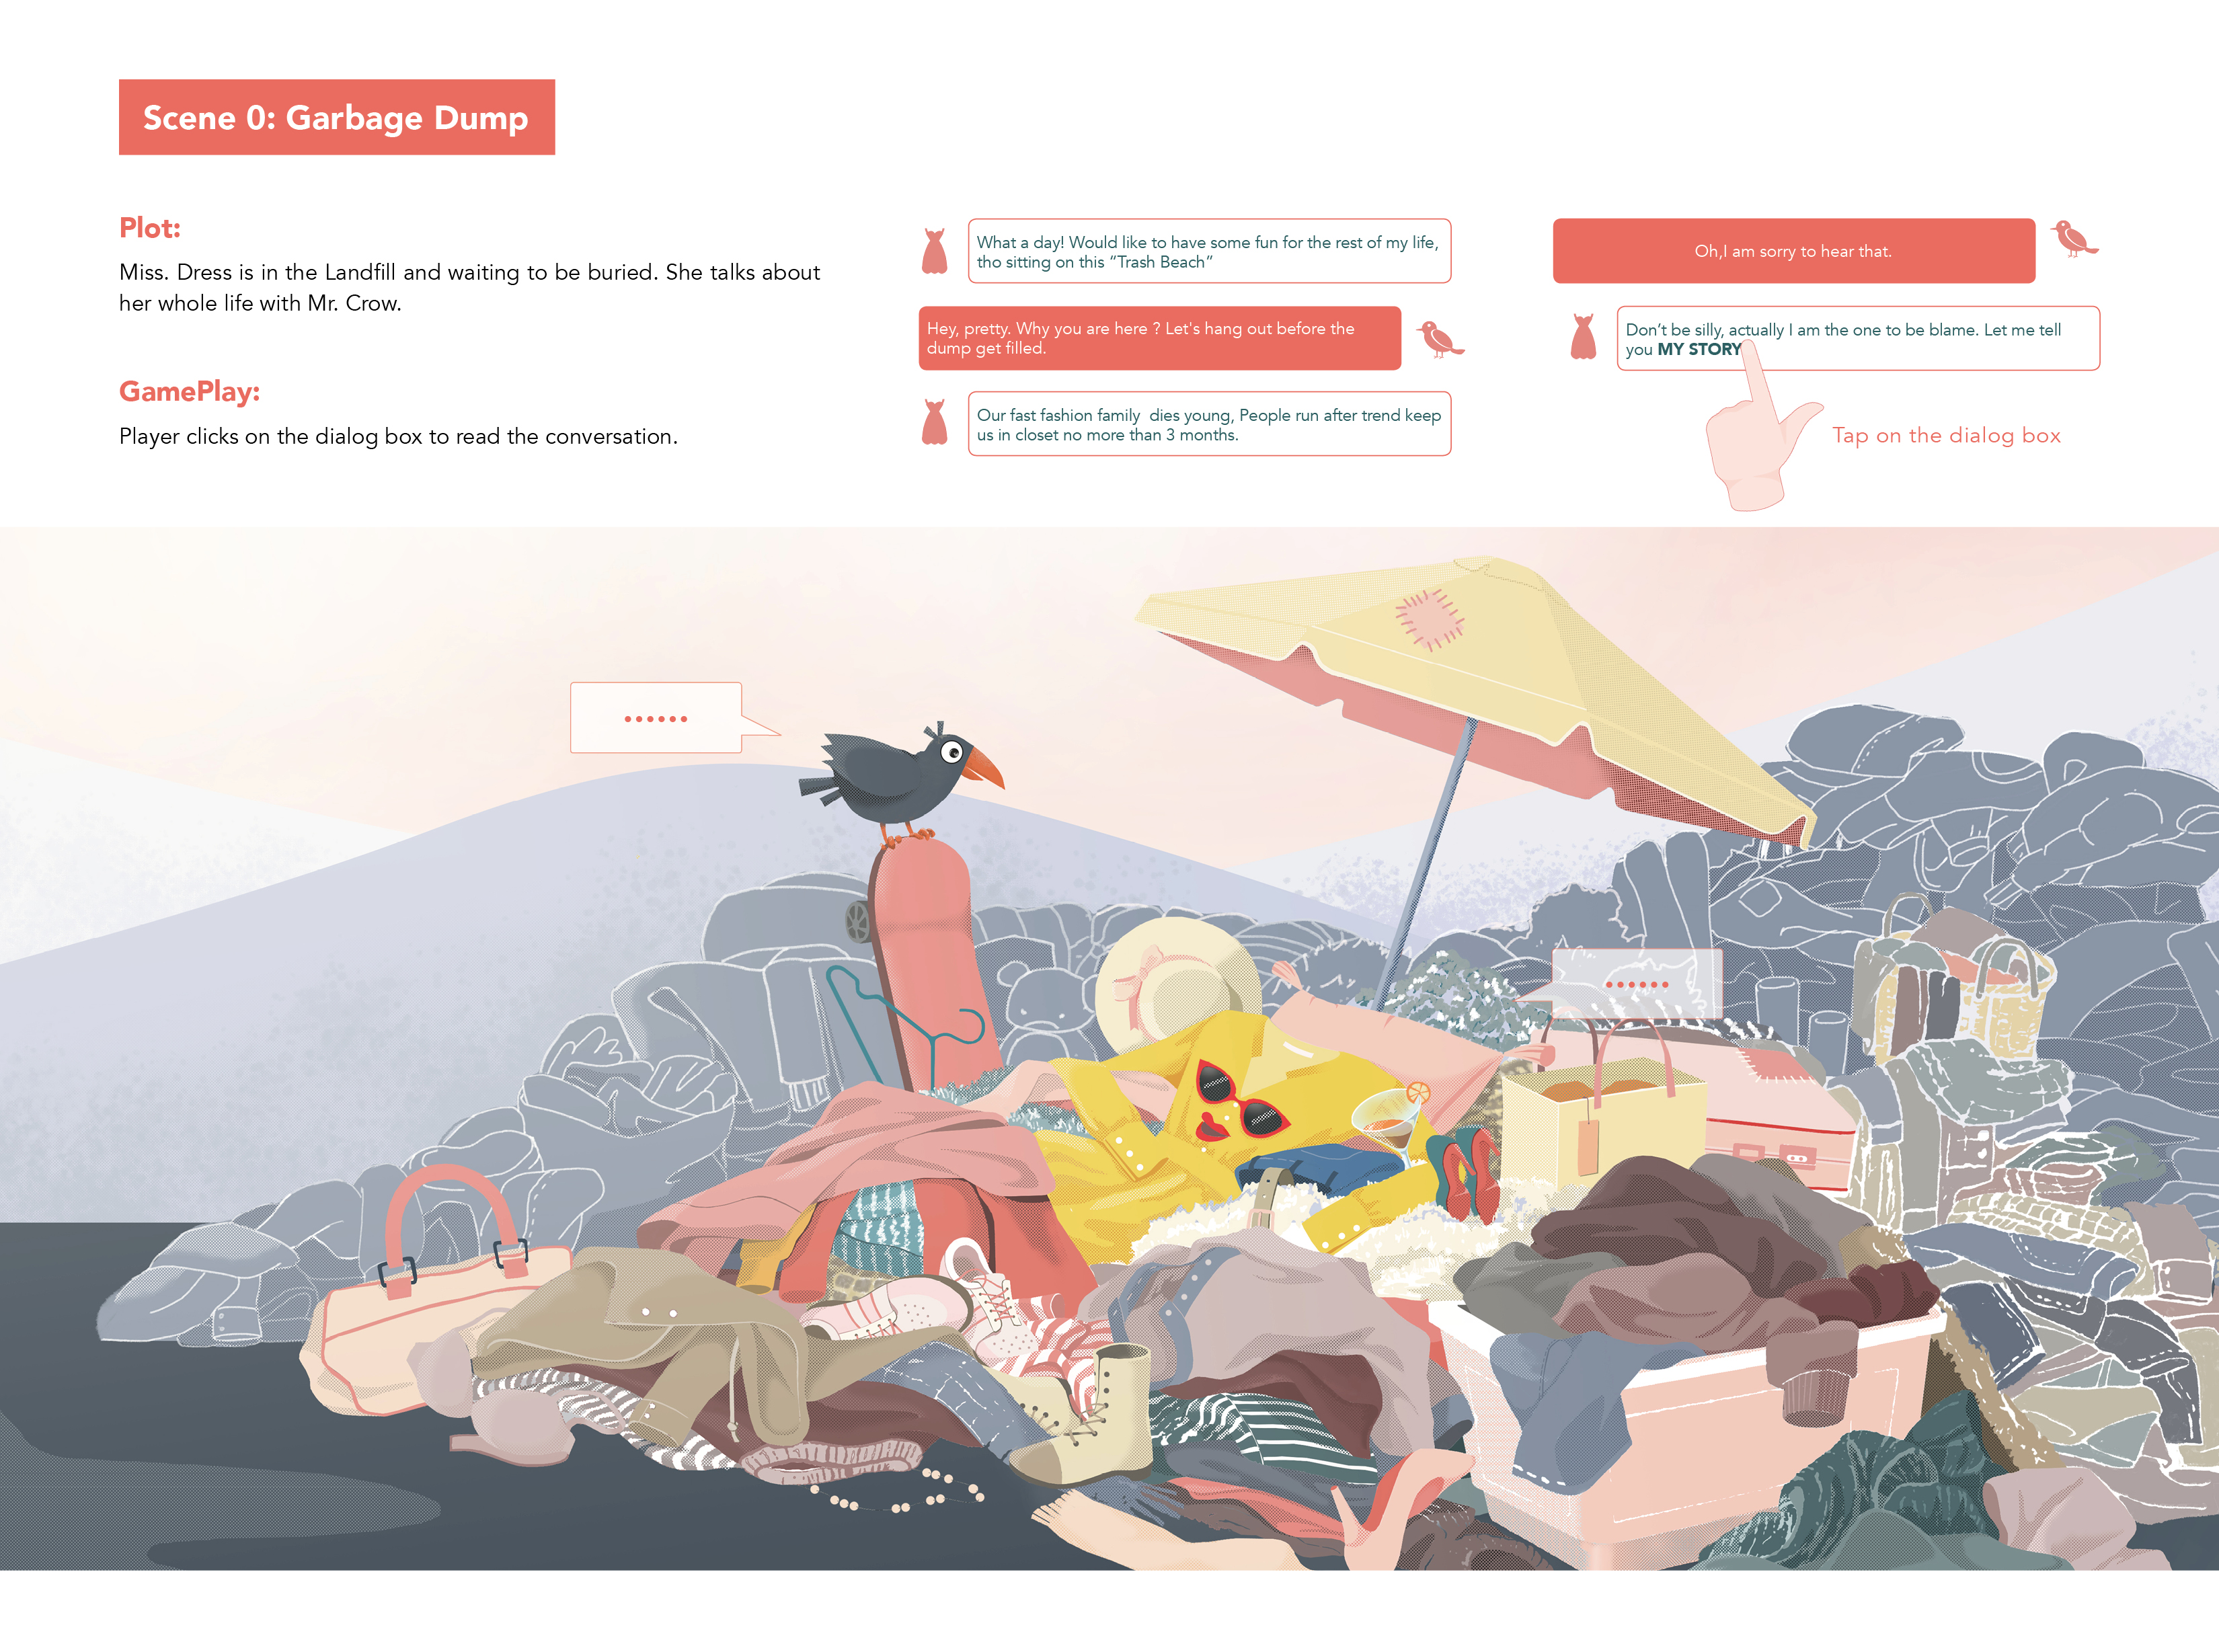 Scene 0: Garbage Dump
Plot:
Miss. Dress is in the Landfill and waiting to be buried. She talks about
her whole life with Mr. Crow.
GamePlay:
Player clicks on the dialog box to read the conversation.
What a day! Would like to have some fun for the rest of my life,
tho sitting on this “Trash Beach”
Hey, pretty. Why you are here ? Let's hang out before the
dump get filled.
Our fast fashion family  dies young, People run after trend keep
us in closet no more than 3 months.
Oh,I am sorry to hear that.
Don’t be silly, actually I am the one to be blame. Let me tell
you MY STORY
Tap on the dialog box